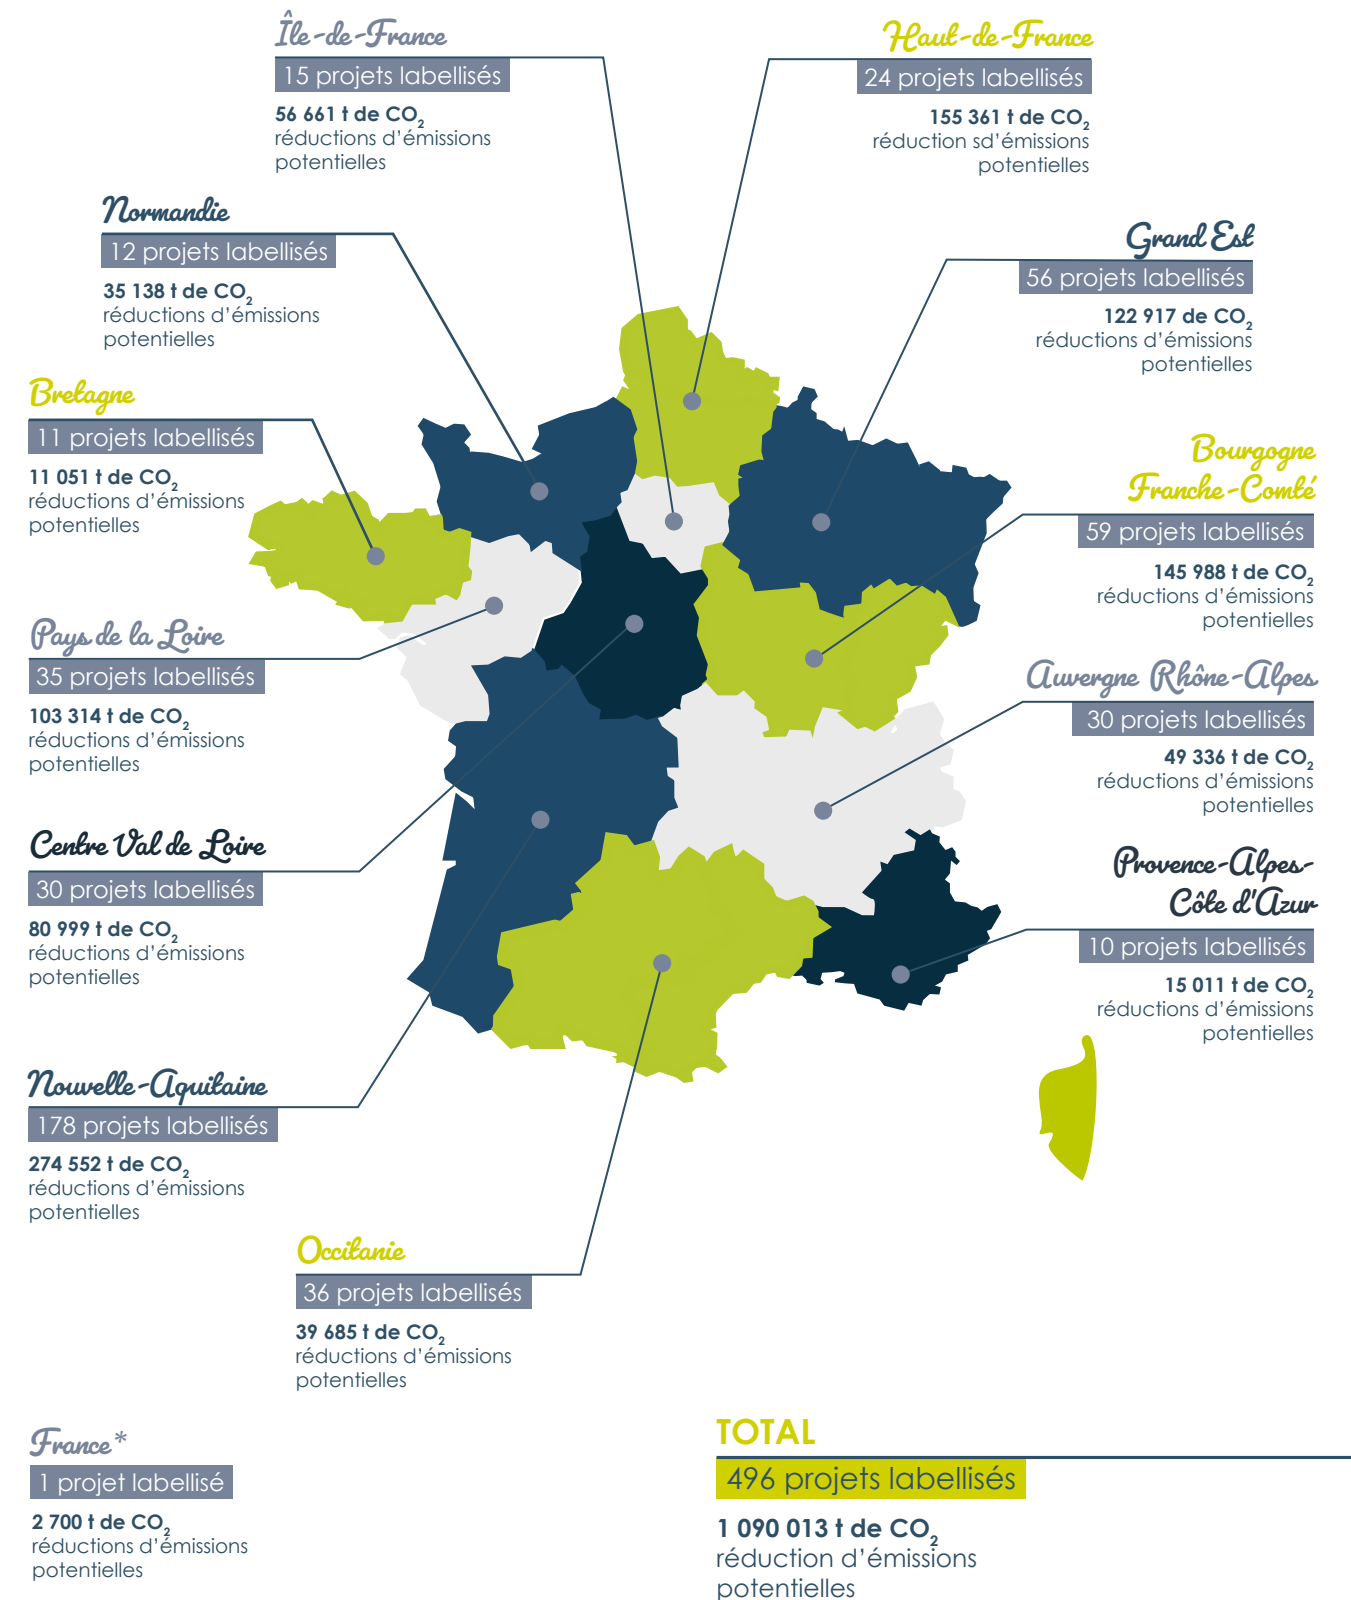 Île-de-France
15 projets labellisés
56 661 t de CO2
réductions d’émissions
potentielles
Haut-de-France
24 projets labellisés
155 361 t de CO2
réduction sd’émissions
potentielles
Normandie
12 projets labellisés
35 138 t de CO2
réductions d’émissions
potentielles
Grand Est
56 projets labellisés
122 917 de CO2
réductions d’émissions
potentielles
Bretagne
11 projets labellisés
11 051 t de CO2
réductions d’émissions
potentielles
Bourgogne
Franche-Comté
59 projets labellisés
145 988 t de CO2
réductions d’émissions
potentielles
Pays de la Loire
35 projets labellisés
103 314 t de CO2
réductions d’émissions
potentielles
Auvergne Rhône-Alpes
30 projets labellisés
49 336 t de CO2
réductions d’émissions
potentielles
Centre Val de Loire
30 projets labellisés
80 999 t de CO2
réductions d’émissions
potentielles
Provence-Alpes-
Côte d'Azur
10 projets labellisés
15 011 t de CO2
réductions d’émissions
potentielles
Nouvelle-Aquitaine
178 projets labellisés
274 552 t de CO2
réductions d’émissions
potentielles
Occitanie
36 projets labellisés
39 685 t de CO2
réductions d’émissions
potentielles
France*
1 projet labellisé
2 700 t de CO2
réductions d’émissions
potentielles
TOTAL
496 projets labellisés
1 090 013 t de CO2
réduction d’émissions
potentielles